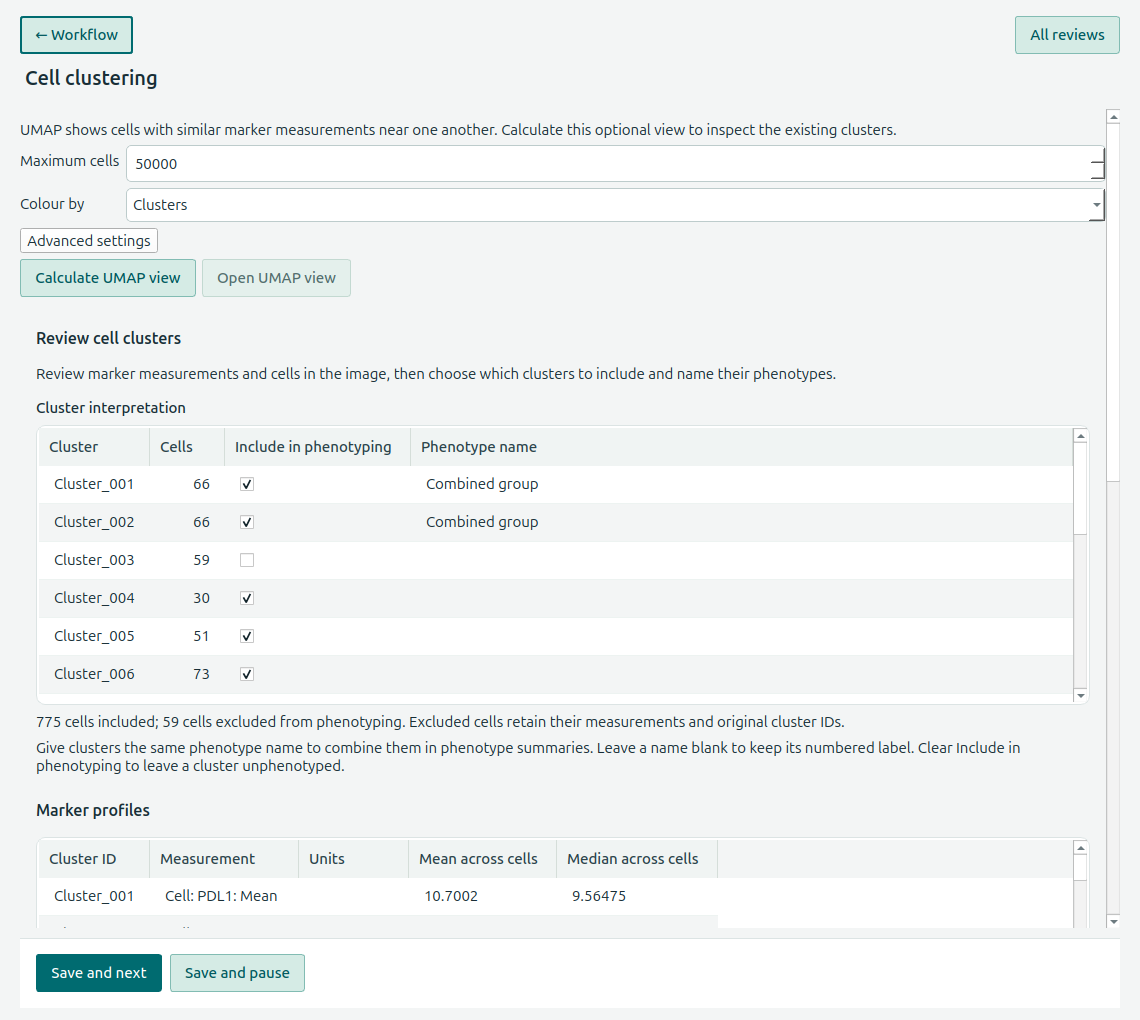 ← Workflow
All reviews
Cell clustering
UMAP shows cells with similar marker measurements near one another. Calculate this optional view to inspect the existing clusters.
Maximum cells 50000
Colour by Clusters
Advanced settings
Calculate UMAP view Open UMAP view
Review cell clusters
Review marker measurements and cells in the image, then choose which clusters to include and name their phenotypes.
Cluster interpretation
Cluster Cells Include in phenotyping Phenotype name
Cluster_001 66 Combined group
Cluster_002 66 Combined group
Cluster_003 59
Cluster_004 30
Cluster_005 51
Cluster_006 73
775 cells included; 59 cells excluded from phenotyping. Excluded cells retain their measurements and original cluster IDs.
Give clusters the same phenotype name to combine them in phenotype summaries. Leave a name blank to keep its numbered label. Clear Include in
phenotyping to leave a cluster unphenotyped.
Marker profiles
Cluster ID Measurement Units Mean across cells Median across cells
Cluster_001 Cell: PDL1: Mean 10.7002 9.56475
Save and next Save and pause